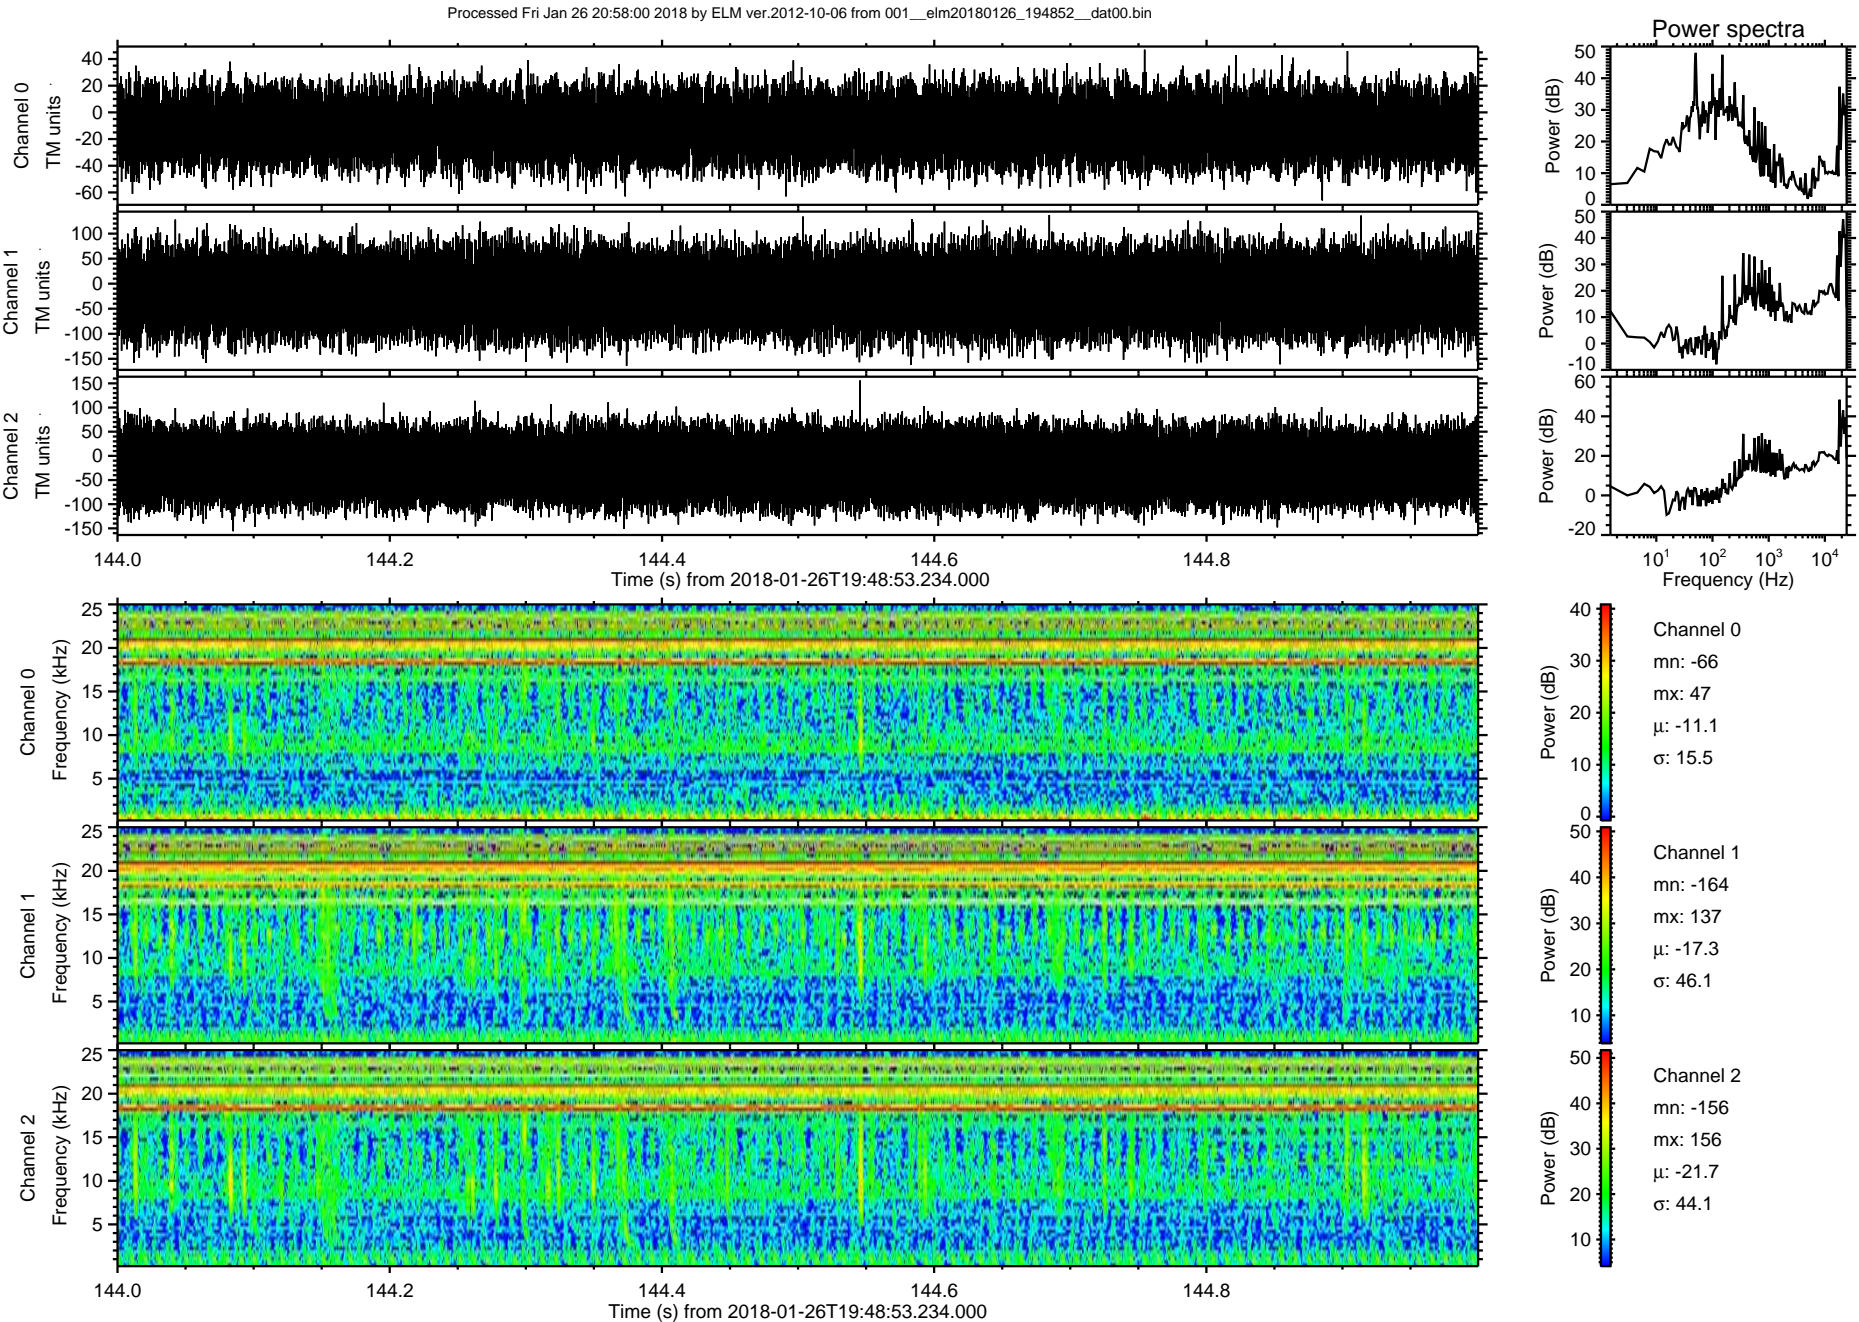 Processed Fri Jan 26 20:58:00 2018 by ELM ver.2012-10-06 from 001__elm20180126_194852__dat00.bin
Power spectra
Channel 0
TM units
40
20
0
-20
-40
-60
Power (dB)
50
40
30
20
10
0
Channel 1
TM units
100
50
0
-50
-100
-150
Power (dB)
50
40
30
20
10
0
-10
Channel 2
TM units
150
100
50
0
-50
-100
-150
Power (dB)
60
40
20
0
-20
144.0 144.2 144.4 144.6 144.8
Time (s) from 2018-01-26T19:48:53.234.000
10¹ 10² 10³ 10⁴
Frequency (Hz)
Channel 0
Frequency (kHz)
25
20
15
10
5
Power (dB)
40
30
20
10
0
Channel 0
mn: -66
mx: 47
μ: -11.1
σ: 15.5
Channel 1
Frequency (kHz)
25
20
15
10
5
Power (dB)
50
40
30
20
10
Channel 1
mn: -164
mx: 137
μ: -17.3
σ: 46.1
Channel 2
Frequency (kHz)
25
20
15
10
5
Power (dB)
50
40
30
20
10
Channel 2
mn: -156
mx: 156
μ: -21.7
σ: 44.1
144.0 144.2 144.4 144.6 144.8
Time (s) from 2018-01-26T19:48:53.234.000